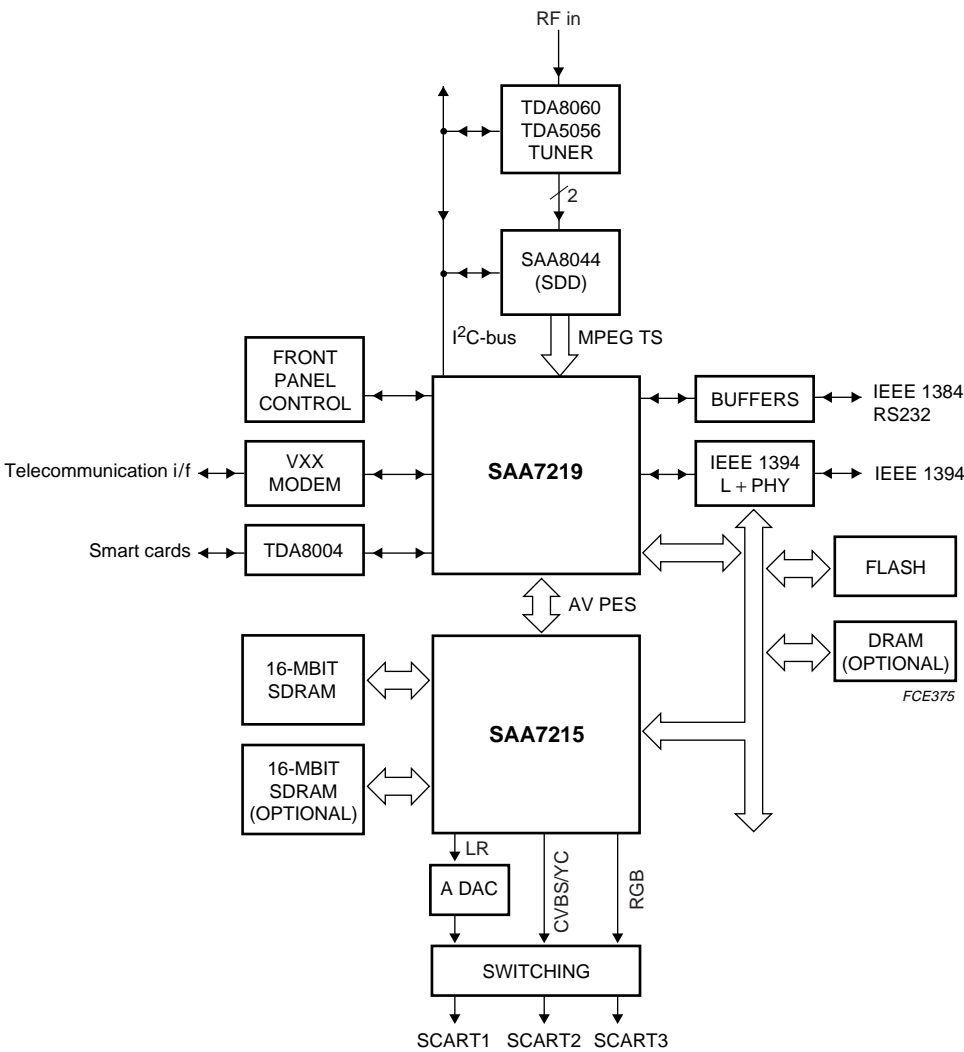 RF in
TDA8060
TDA5056
TUNER
2
SAA8044
(SDD)
I2C-bus
MPEG TS
FRONT
PANEL
CONTROL
BUFFERS
IEEE 1384
RS232
Telecommunication i/f
VXX
MODEM
SAA7219
IEEE 1394
L + PHY
IEEE 1394
Smart cards
TDA8004
FLASH
AV PES
DRAM
(OPTIONAL)
FCE375
16-MBIT
SDRAM
SAA7215
16-MBIT
SDRAM
(OPTIONAL)
LR
A DAC
CVBS/YC
RGB
SWITCHING
SCART1 SCART2 SCART3